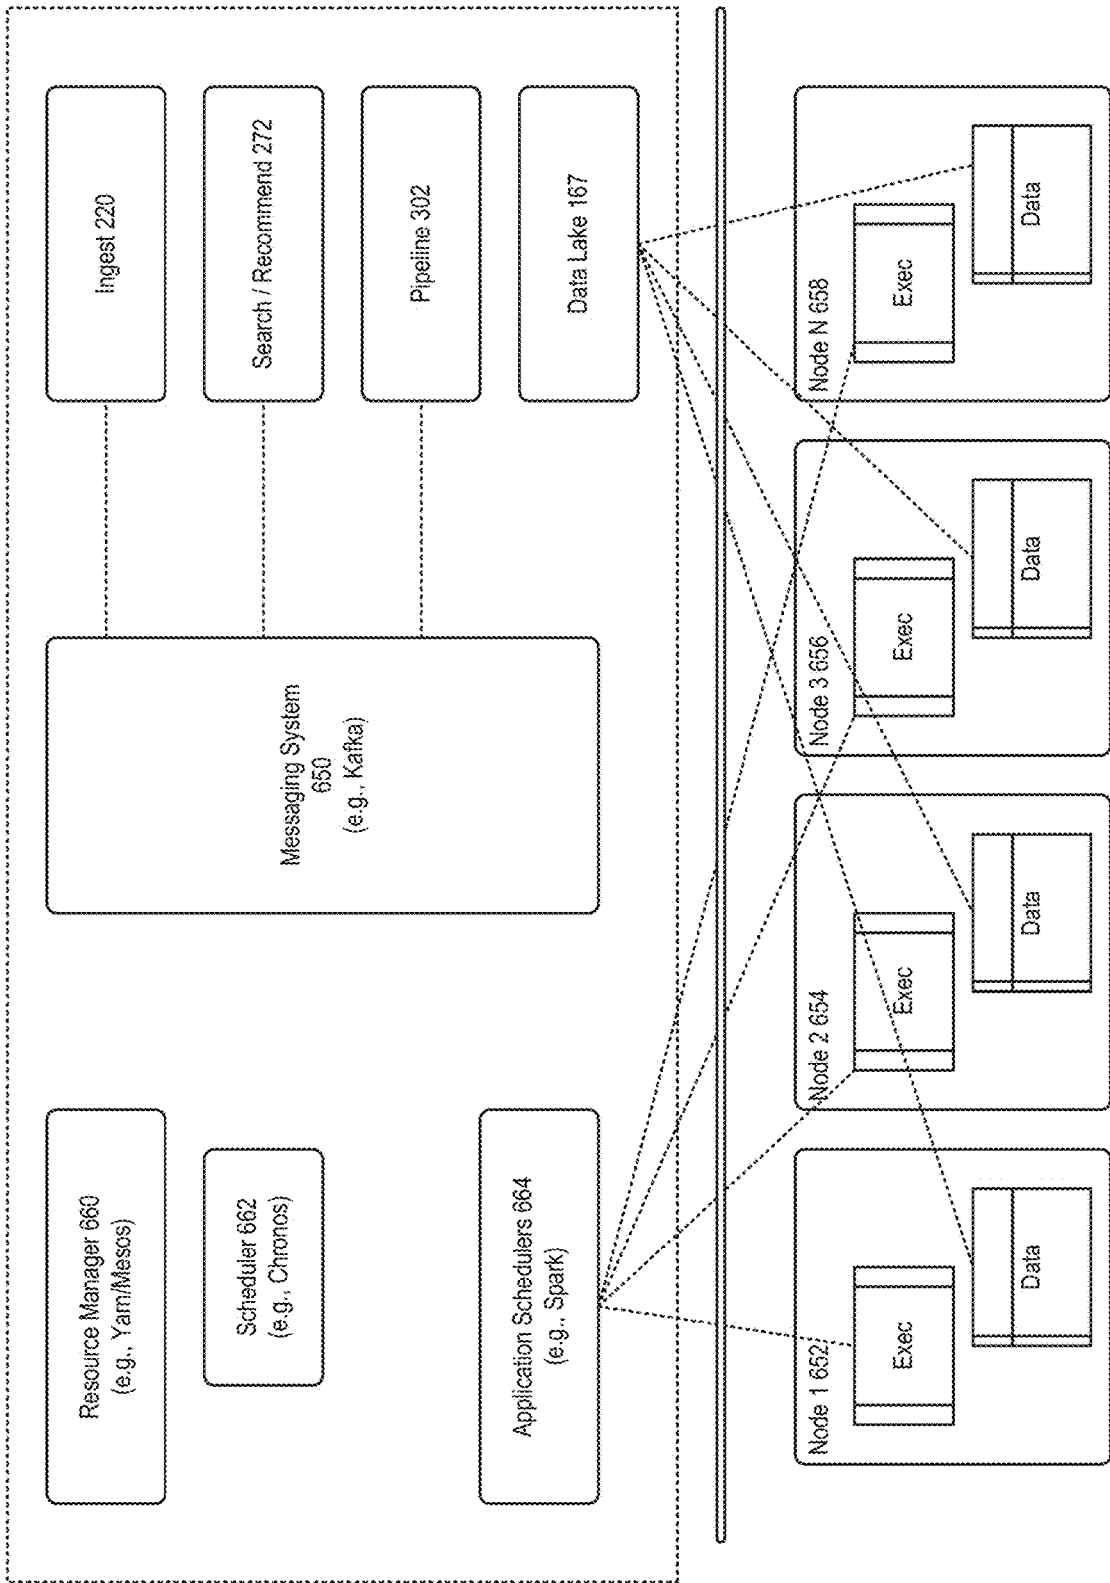 Resource Manager 660
(e.g., Yarn/Mesos
Scheduler 662
(e.g., Chronos)
Application Schedulers 664
(e.g., Spark)
Messaging System
650
(e.g., Kafka)
Ingest 220
Search / Recommend 272
Pipeline 302
Data Lake 167
Node 1 652
Exec
Data
Node 2 654
Exec
Data
Node 3 656
Exec
Data
Node N 658
Exec
Data